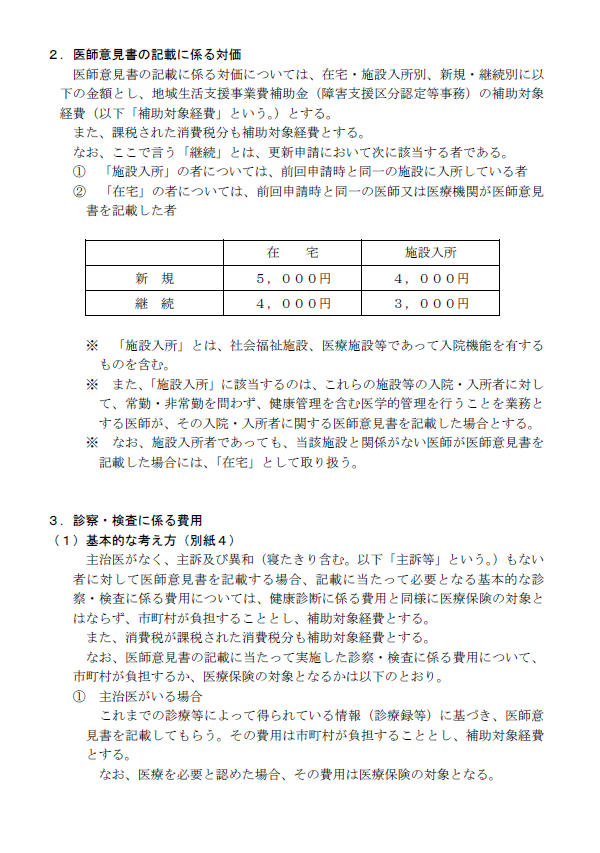 ２．医師意見書の記載に係る対価
医師意見書の記載に係る対価については、在宅・施設入所別、新規・継続別に以
下の金額とし、地域生活支援事業費補助金（障害支援区分認定等事務）の補助対象
経費（以下「補助対象経費」という。）とする。
また、課税された消費税分も補助対象経費とする。
なお、ここで言う「継続」とは、更新申請において次に該当する者である。
① 「施設入所」の者については、前回申請時と同一の施設に入所している者
② 「在宅」の者については、前回申請時と同一の医師又は医療機関が医師意見
書を記載した者
在　　宅　施設入所
新　規　５，０００円　４，０００円
継　続　４，０００円　３，０００円
※ 「施設入所」とは、社会福祉施設、医療施設等であって入院機能を有する
ものを含む。
※ また、「施設入所」に該当するのは、これらの施設等の入院・入所者に対し
て、常勤・非常勤を問わず、健康管理を含む医学的管理を行うことを業務と
する医師が、その入院・入所者に関する医師意見書を記載した場合とする。
※ なお、施設入所者であっても、当該施設と関係がない医師が医師意見書を
記載した場合には、「在宅」として取り扱う。
３．診察・検査に係る費用
（１）基本的な考え方（別紙４）
主治医がなく、主訴及び異和（寝たきり含む。以下「主訴等」という。）もない
者に対して医師意見書を記載する場合、記載に当たって必要となる基本的な診
察・検査に係る費用については、健康診断に係る費用と同様に医療保険の対象と
はならず、市町村が負担することとし、補助対象経費とする。
また、消費税が課税された消費税分も補助対象経費とする。
なお、医師意見書の記載に当たって実施した診察・検査に係る費用について、
市町村が負担するか、医療保険の対象となるかは以下のとおり。
① 主治医がいる場合
これまでの診療等によって得られている情報（診療録等）に基づき、医師意
見書を記載してもらう。その費用は市町村が負担することとし、補助対象経費
とする。
なお、医療を必要と認めた場合、その費用は医療保険の対象となる。